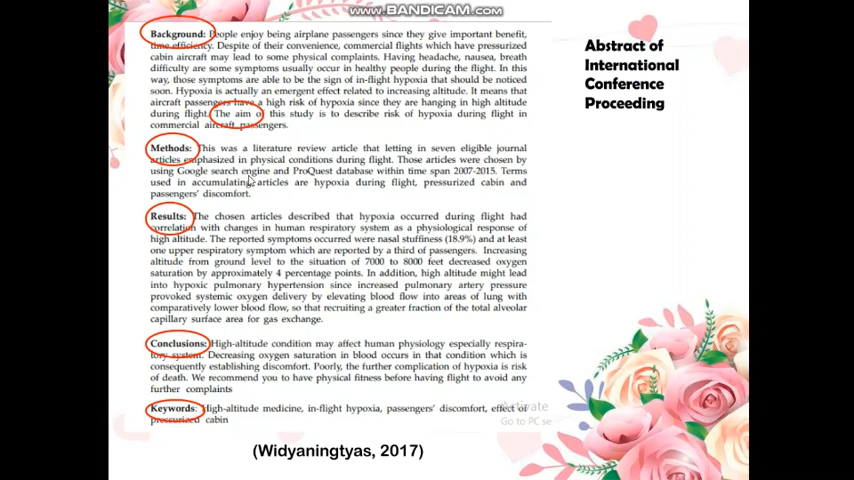 www.BANDICAM.com
Background: People enjoy being airplane passengers since they give important benefit,
time efficiency. Despite of their convenience, commercial flights which have pressurized
cabin aircraft may lead to some physical complaints. Having headache, nausea, breath
difficulty are some symptoms usually occur in healthy people during the flight. In this
way, those symptoms are able to be the sign of in-flight hypoxia that should be noticed
soon. Hypoxia is actually an emergent effect related to increasing altitude. It means that
aircraft passengers have a high risk of hypoxia since they are hanging in high altitude
during flight. The aim of this study is to describe risk of hypoxia during flight in
commercial aircraft passengers.
Methods: This was a literature review article that letting in seven eligible journal
articles emphasized in physical conditions during flight. Those articles were chosen by
using Google search engine and ProQuest database within time span 2007-2015. Terms
used in accumulating articles are hypoxia during flight, pressurized cabin and
passengers' discomfort.
Results: The chosen articles described that hypoxia occurred during flight had
correlation with changes in human respiratory system as a physiological response of
high altitude. The reported symptoms occurred were nasal stuffiness (18.9%) and at least
one upper respiratory symptom which are reported by a third of passengers. Increasing
altitude from ground level to the situation of 7000 to 8000 feet decreased oxygen
saturation by approximately 4 percentage points. In addition, high altitude might lead
into hypoxic pulmonary hypertension since increased pulmonary artery pressure
provoked systemic oxygen delivery by elevating blood flow into areas of lung with
comparatively lower blood flow, so that recruiting a greater fraction of the total alveolar
capillary surface area for gas exchange.
Conclusions: High-altitude condition may affect human physiology especially respira-
tory system. Decreasing oxygen saturation in blood occurs in that condition which is
consequently establishing discomfort. Poorly, the further complication of hypoxia is risk
of death. We recommend you to have physical fitness before having flight to avoid any
further complaints
Keywords: High-altitude medicine, in-flight hypoxia, passengers' discomfort, effect of
pressurized cabin
(Widyaningtyas, 2017)
Abstract of
International
Conference
Proceeding
Activate
Go to PC se